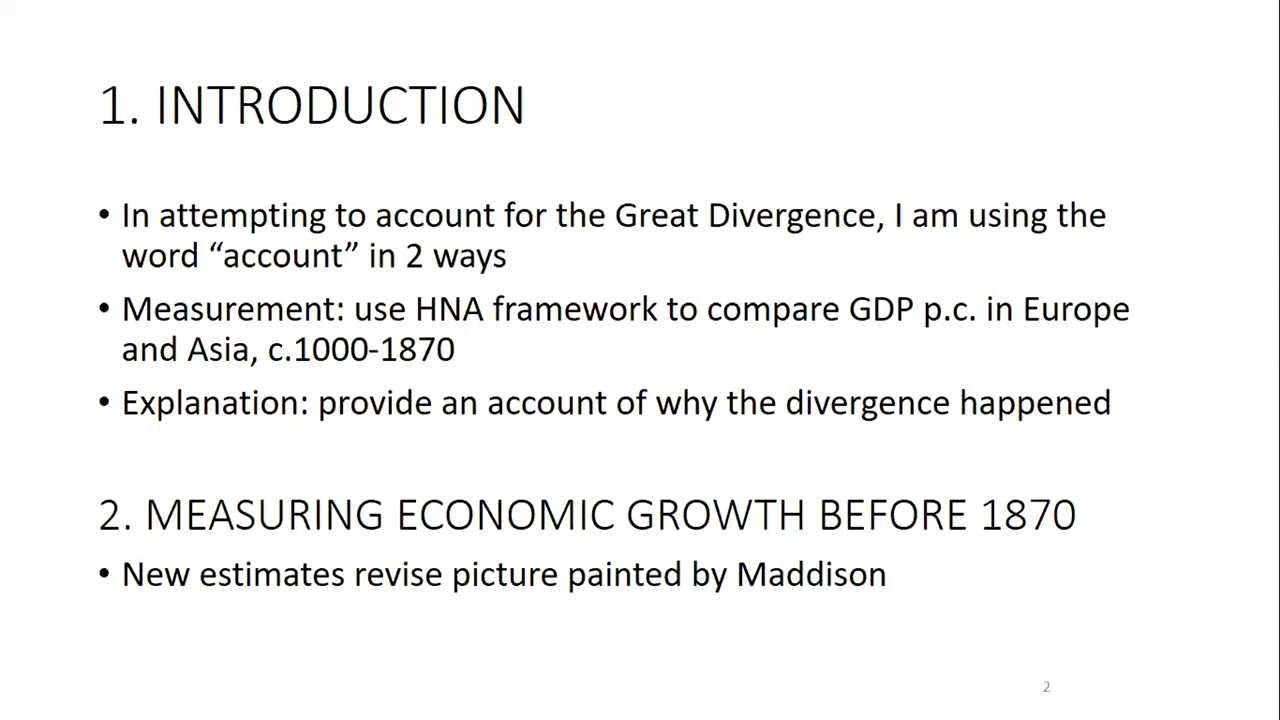 1. INTRODUCTION
• In attempting to account for the Great Divergence, I am using the
word “account” in 2 ways
• Measurement: use HNA framework to compare GDP p.c. in Europe
and Asia, c.1000-1870
• Explanation: provide an account of why the divergence happened
2. MEASURING ECONOMIC GROWTH BEFORE 1870
• New estimates revise picture painted by Maddison
2